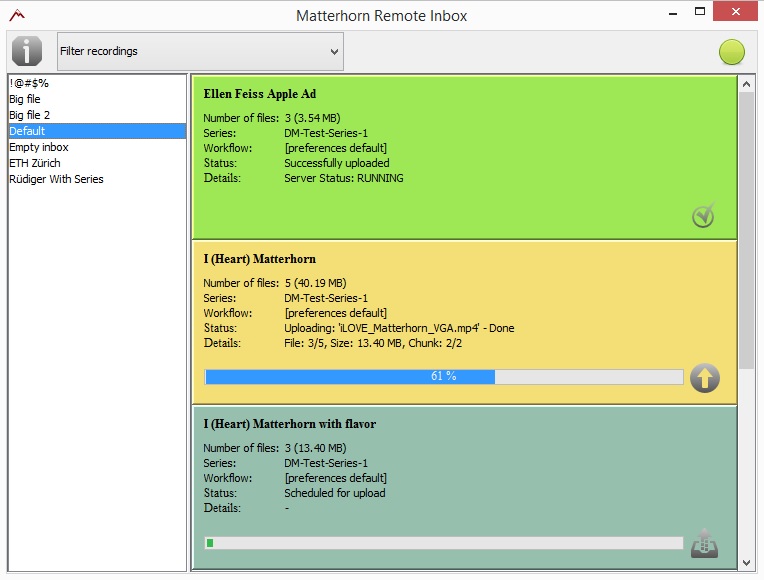 Matterhorn Remote Inbox
Filter recordings
!@#$%
Big file
Big file 2
Default
Empty inbox
ETH Zürich
Rüdiger With Series
Ellen Feiss Apple Ad
Number of files: 3 (3.54 MB)
Series: DM-Test-Series-1
Workflow: [preferences default]
Status: Successfully uploaded
Details: Server Status: RUNNING
I (Heart) Matterhorn
Number of files: 5 (40.19 MB)
Series: DM-Test-Series-1
Workflow: [preferences default]
Status: Uploading: 'iLOVE_Matterhorn_VGA.mp4' - Done
Details: File: 3/5, Size: 13.40 MB, Chunk: 2/2
61 %
I (Heart) Matterhorn with flavor
Number of files: 3 (13.40 MB)
Series: DM-Test-Series-1
Workflow: [preferences default]
Status: Scheduled for upload
Details: -